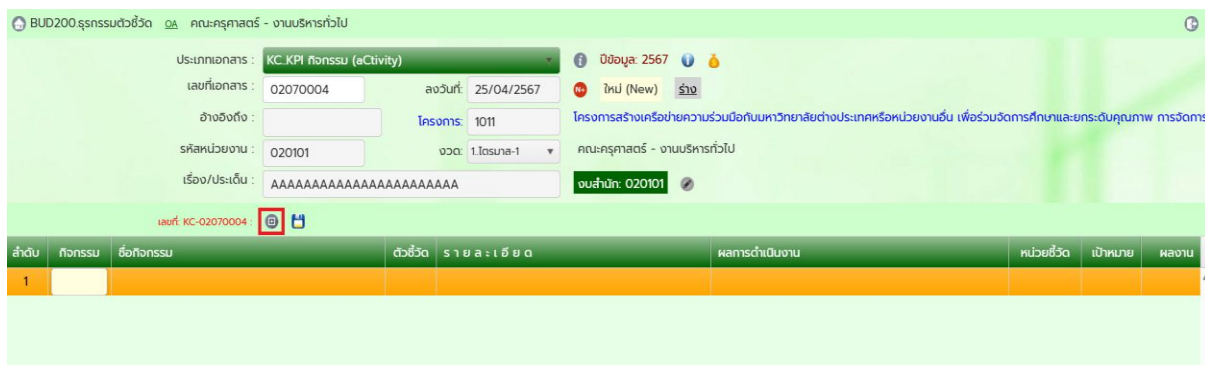 BUD200.ธุรกรรมตัวชี้วัด OA คณะครุศาสตร์ - งานบริหารทั่วไป
ประเภทเอกสาร : KC.KPI กิจกรรม (aCtivity) ปีข้อมูล: 2567
เลขที่เอกสาร : 02070004 ลงวันที่: 25/04/2567 N+ ใหม่ (New) ร่าง
อ้างอิงถึง : โครงการ: 1011 โครงการสร้างเครือข่ายความร่วมมือกับมหาวิทยาลัยต่างประเทศหรือหน่วยงานอื่น เพื่อร่วมจัดการศึกษาและยกระดับคุณภาพ การจัดการ
รหัสหน่วยงาน : 020101 งวด: 1.ไตรมาส-1 คณะครุศาสตร์ - งานบริหารทั่วไป
เรื่อง/ประเด็น : AAAAAAAAAAAAAAAAAAAAAAA งบสำนัก: 020101
เลขที่: KC-02070004 :
ลำดับ กิจกรรม ชื่อกิจกรรม ตัวชี้วัด ร า ย ล ะ เ อี ย ด ผลการดำเนินงาน หน่วยชี้วัด เป้าหมาย ผลงาน
1